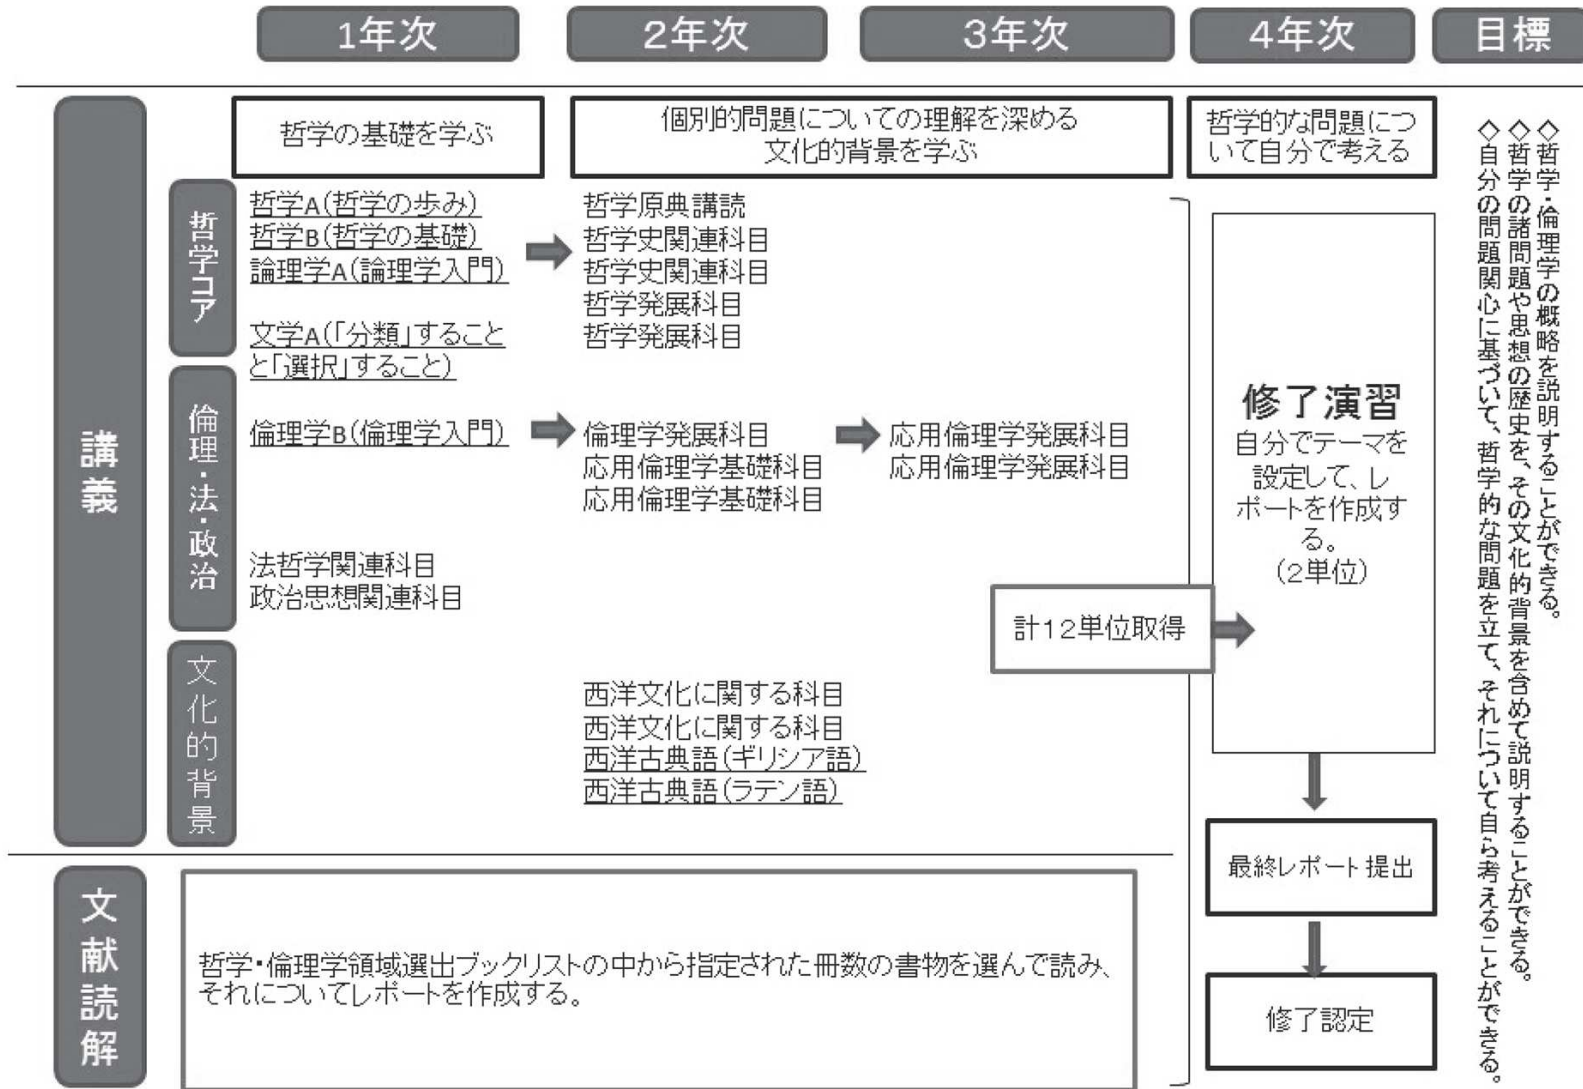 1年次
2年次
3年次
4年次
目標
講義
哲学の基礎を学ぶ
個別的問題についての理解を深める
文化的背景を学ぶ
哲学的な問題につ
いて自分で考える
哲学コア
哲学A(哲学の歩み)
哲学B(哲学の基礎)
論理学A(論理学入門)
文学A(「分類」すること
と「選択」すること)
哲学原典講読
哲学史関連科目
哲学史関連科目
哲学発展科目
哲学発展科目
倫理・法・政治
倫理学B(倫理学入門)
倫理学発展科目
応用倫理学基礎科目
応用倫理学基礎科目
応用倫理学発展科目
応用倫理学発展科目
法哲学関連科目
政治思想関連科目
計12単位取得
文化的背景
西洋文化に関する科目
西洋文化に関する科目
西洋古典語(ギリシア語)
西洋古典語(ラテン語)
修了演習
自分でテーマを
設定して、レ
ポートを作成す
る。
(2単位)
最終レポート提出
修了認定
文献読解
哲学・倫理学領域選出ブックリストの中から指定された冊数の書物を選んで読み、
それについてレポートを作成する。
◇哲学・倫理学の概略を説明することができる。
◇哲学の諸問題や思想の歴史を、その文化的背景を含めて説明することができる。
◇自分の問題関心に基づいて、哲学的な問題を立て、それについて自ら考えることができる。